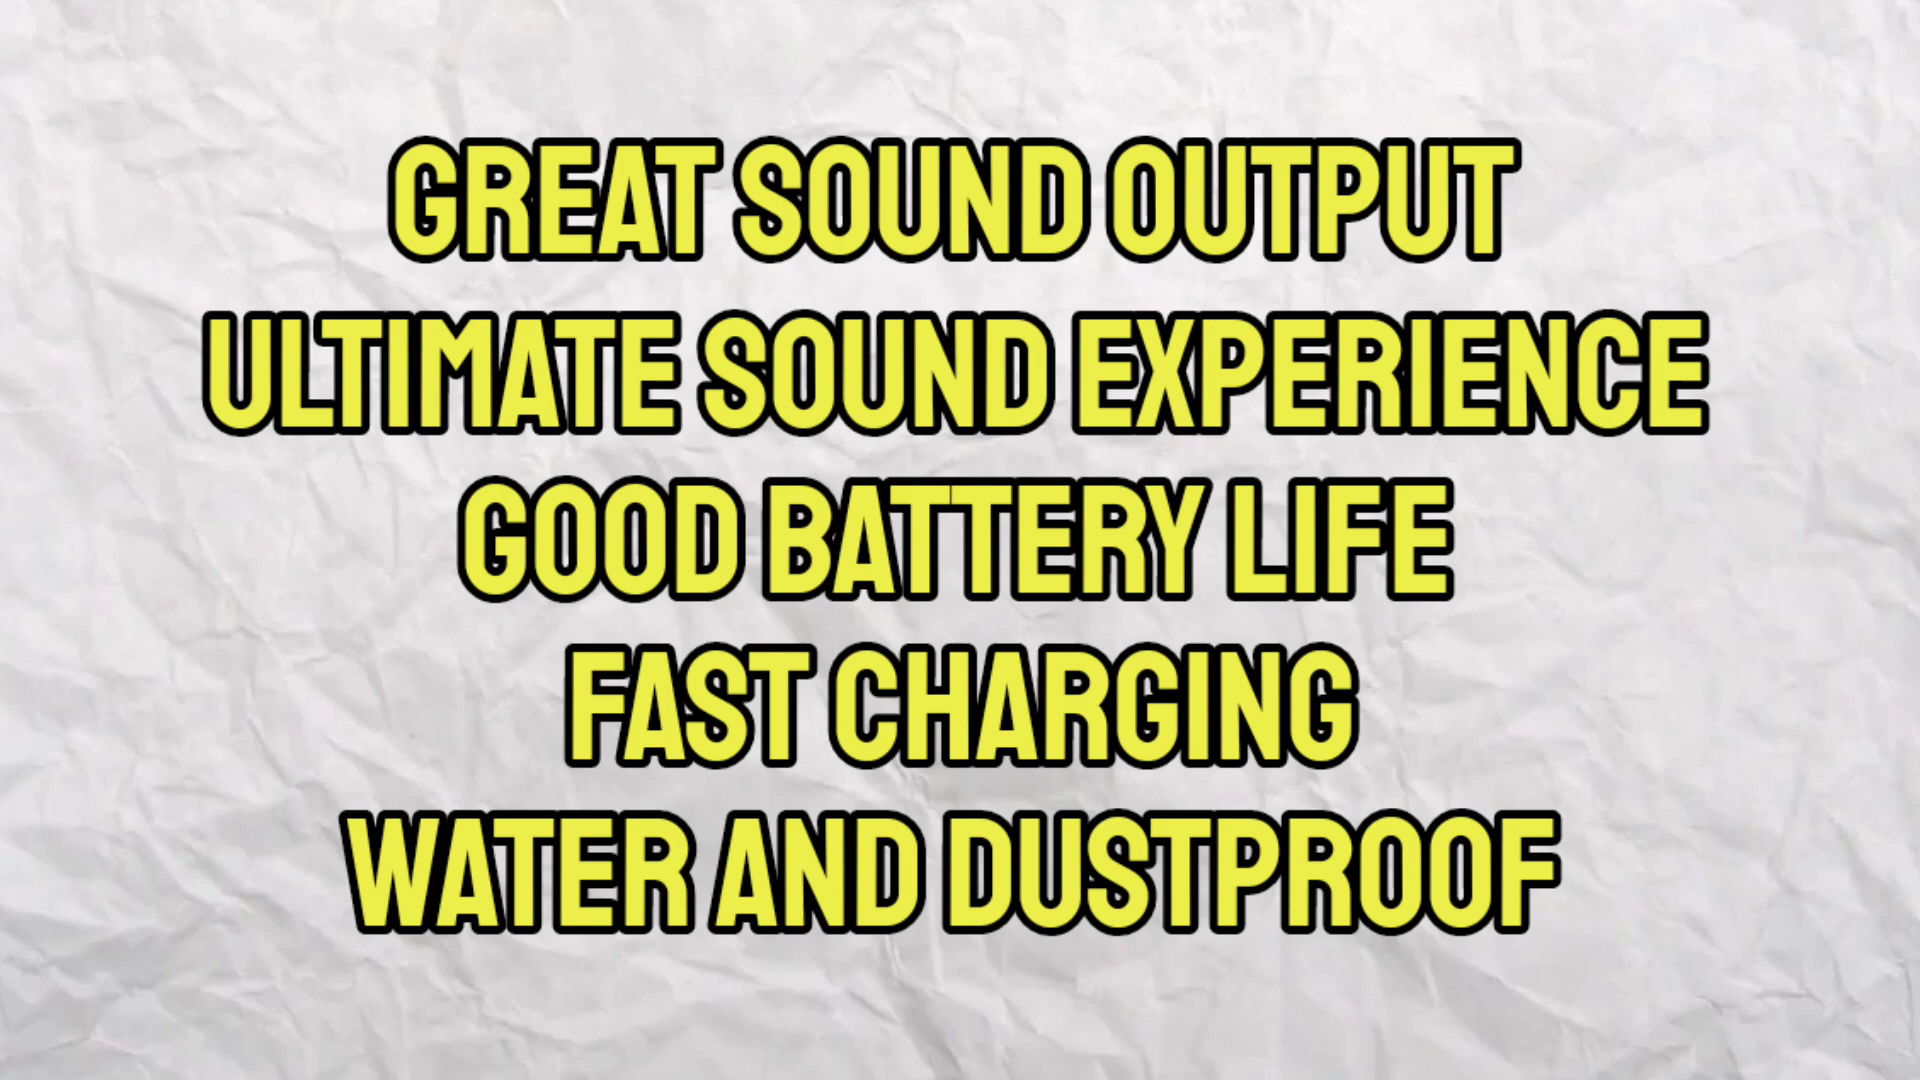 GREAT SOUND OUTPUT
ULTIMATE SOUND EXPERIENCE
GOOD BATTERY LIFE
FAST CHARGING
WATER AND DUSTPROOF